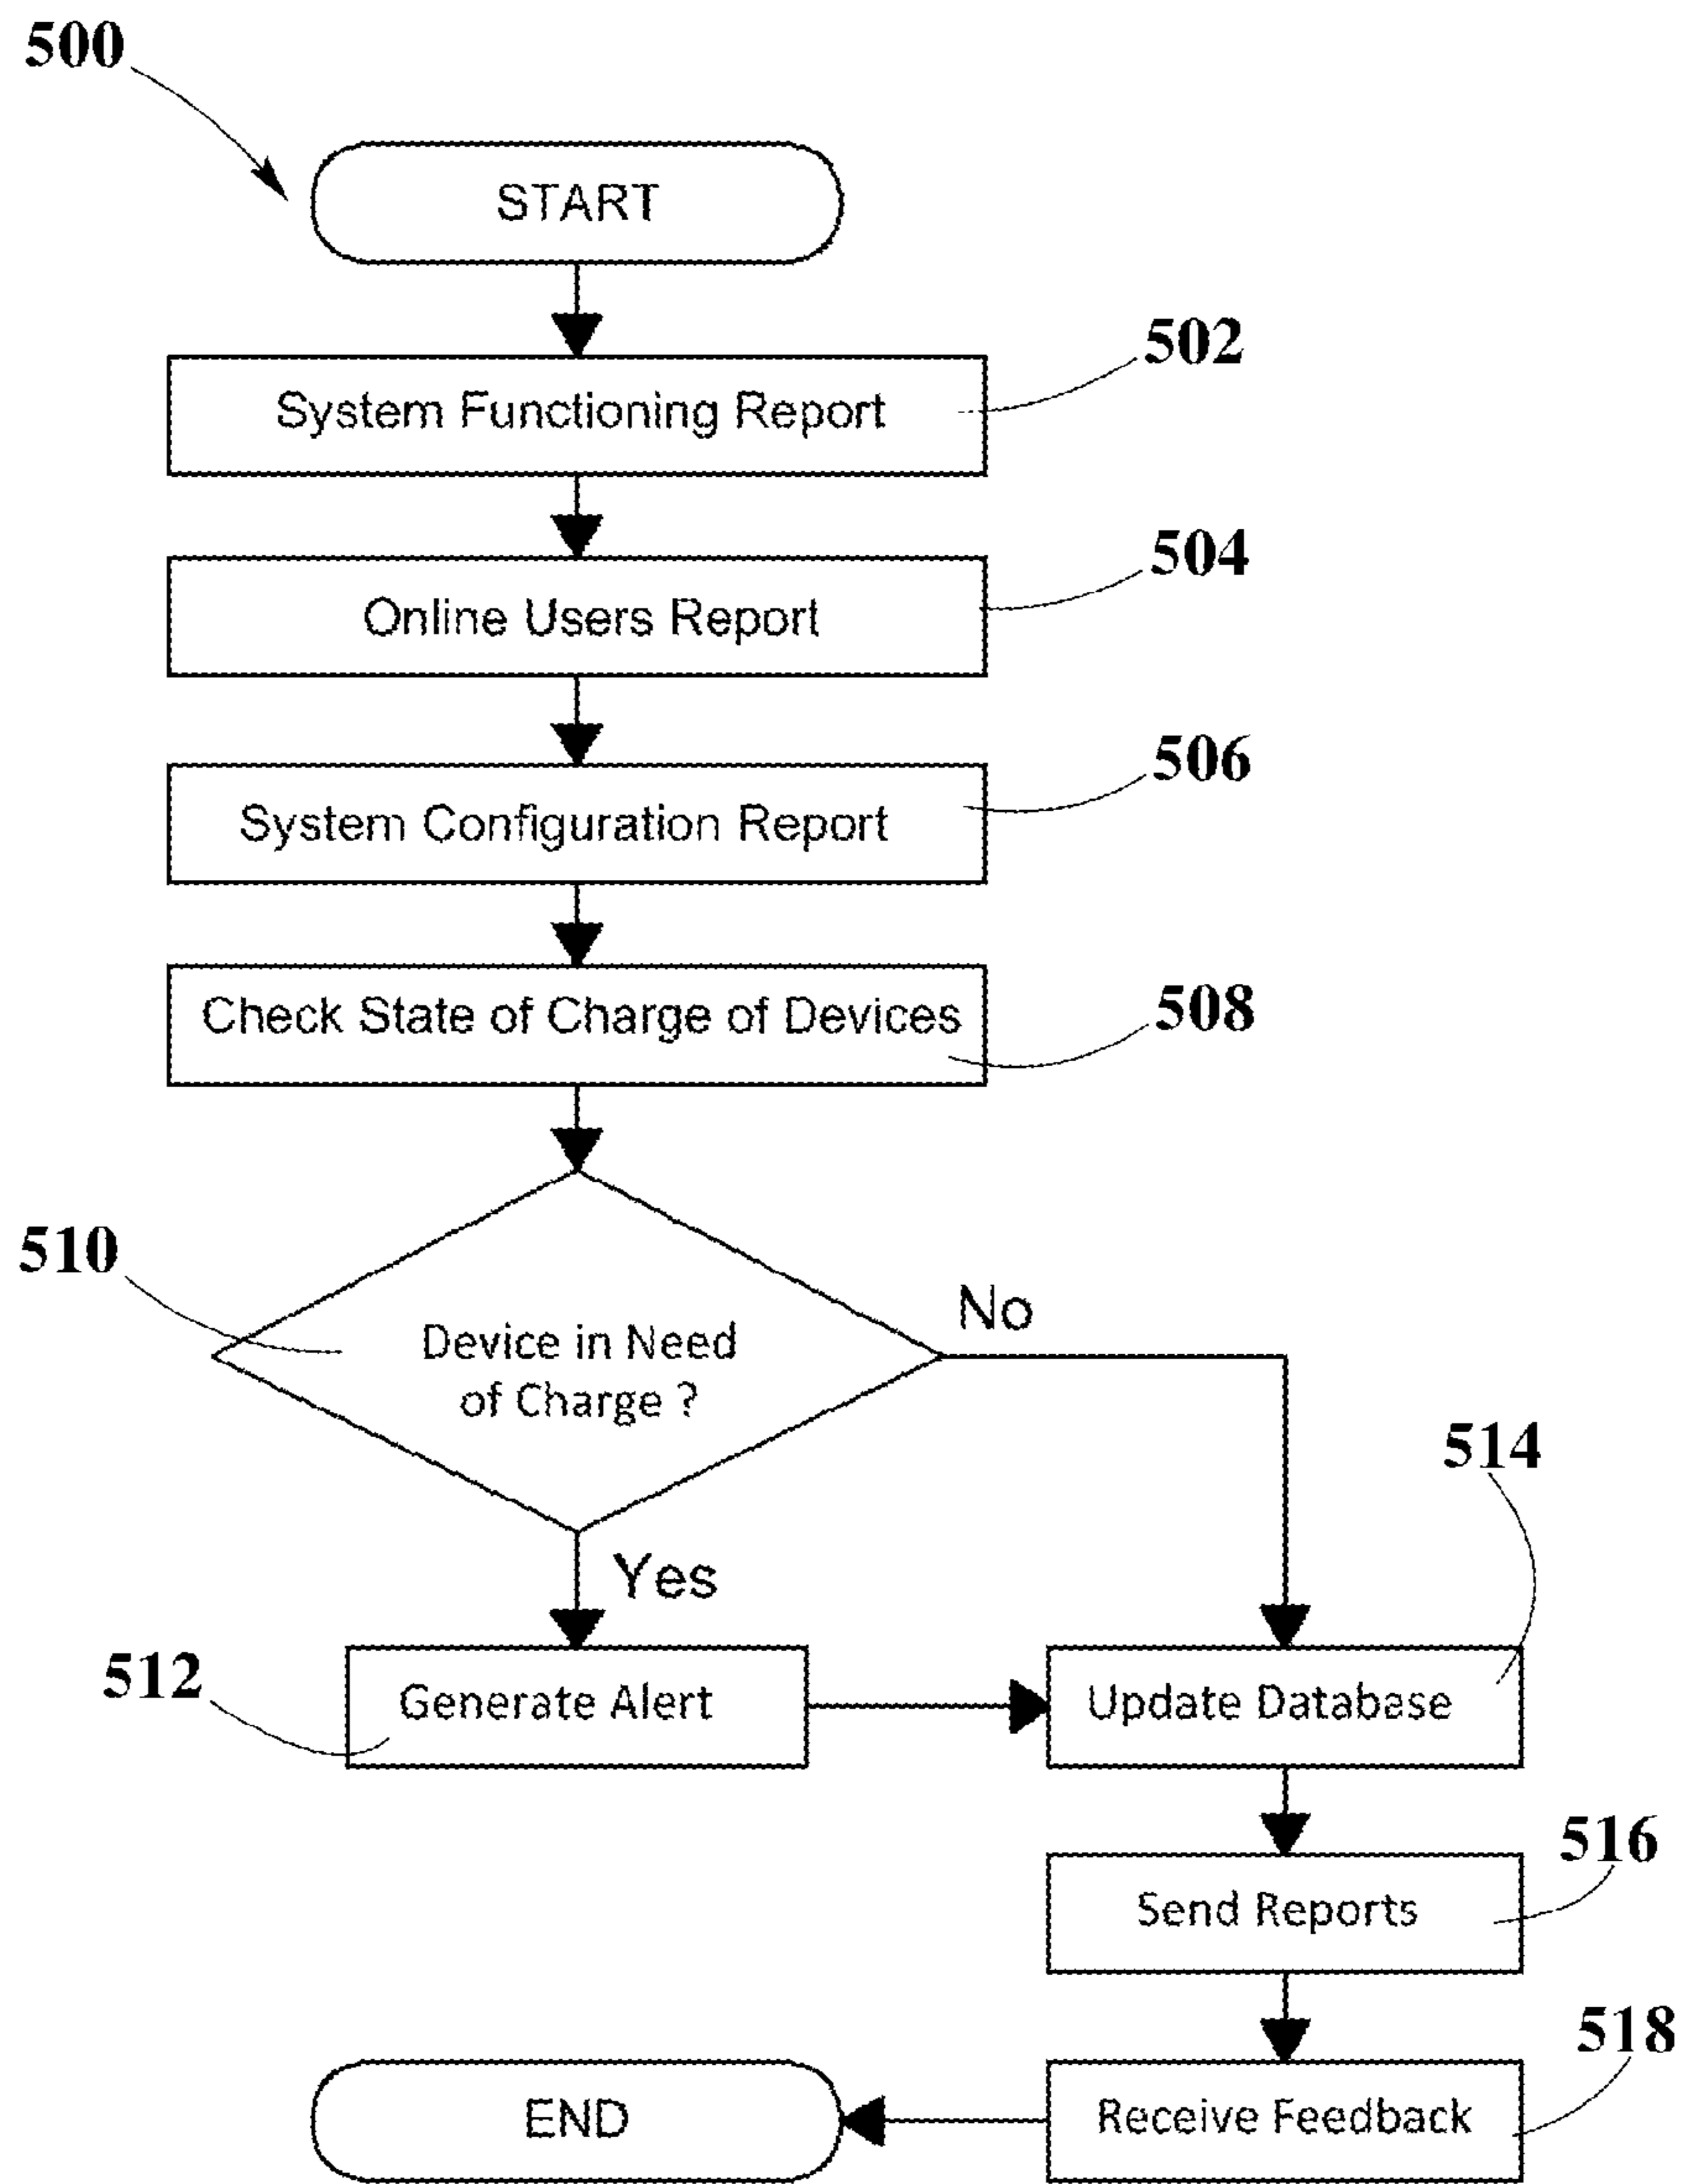 500
START
502
System Functioning Report
504
Online Users Report
506
System Configuration Report
508
Check State of Charge of Devices
510
Device in Need
of Charge ?
No
Yes
512
Generate Alert
514
Update Database
516
Send Reports
518
Receive Feedback
END